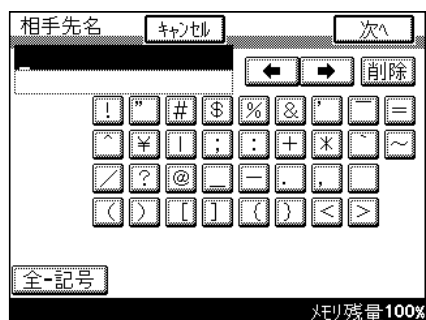 相手先名 キャンセル 次へ
← → 削除
! " # $ % & ' ‾ =
^ ¥ | ; : + * ` ~
/ ? @ _ － . ,
( ) [ ] { } < >
全-記号
メモリ残量100%